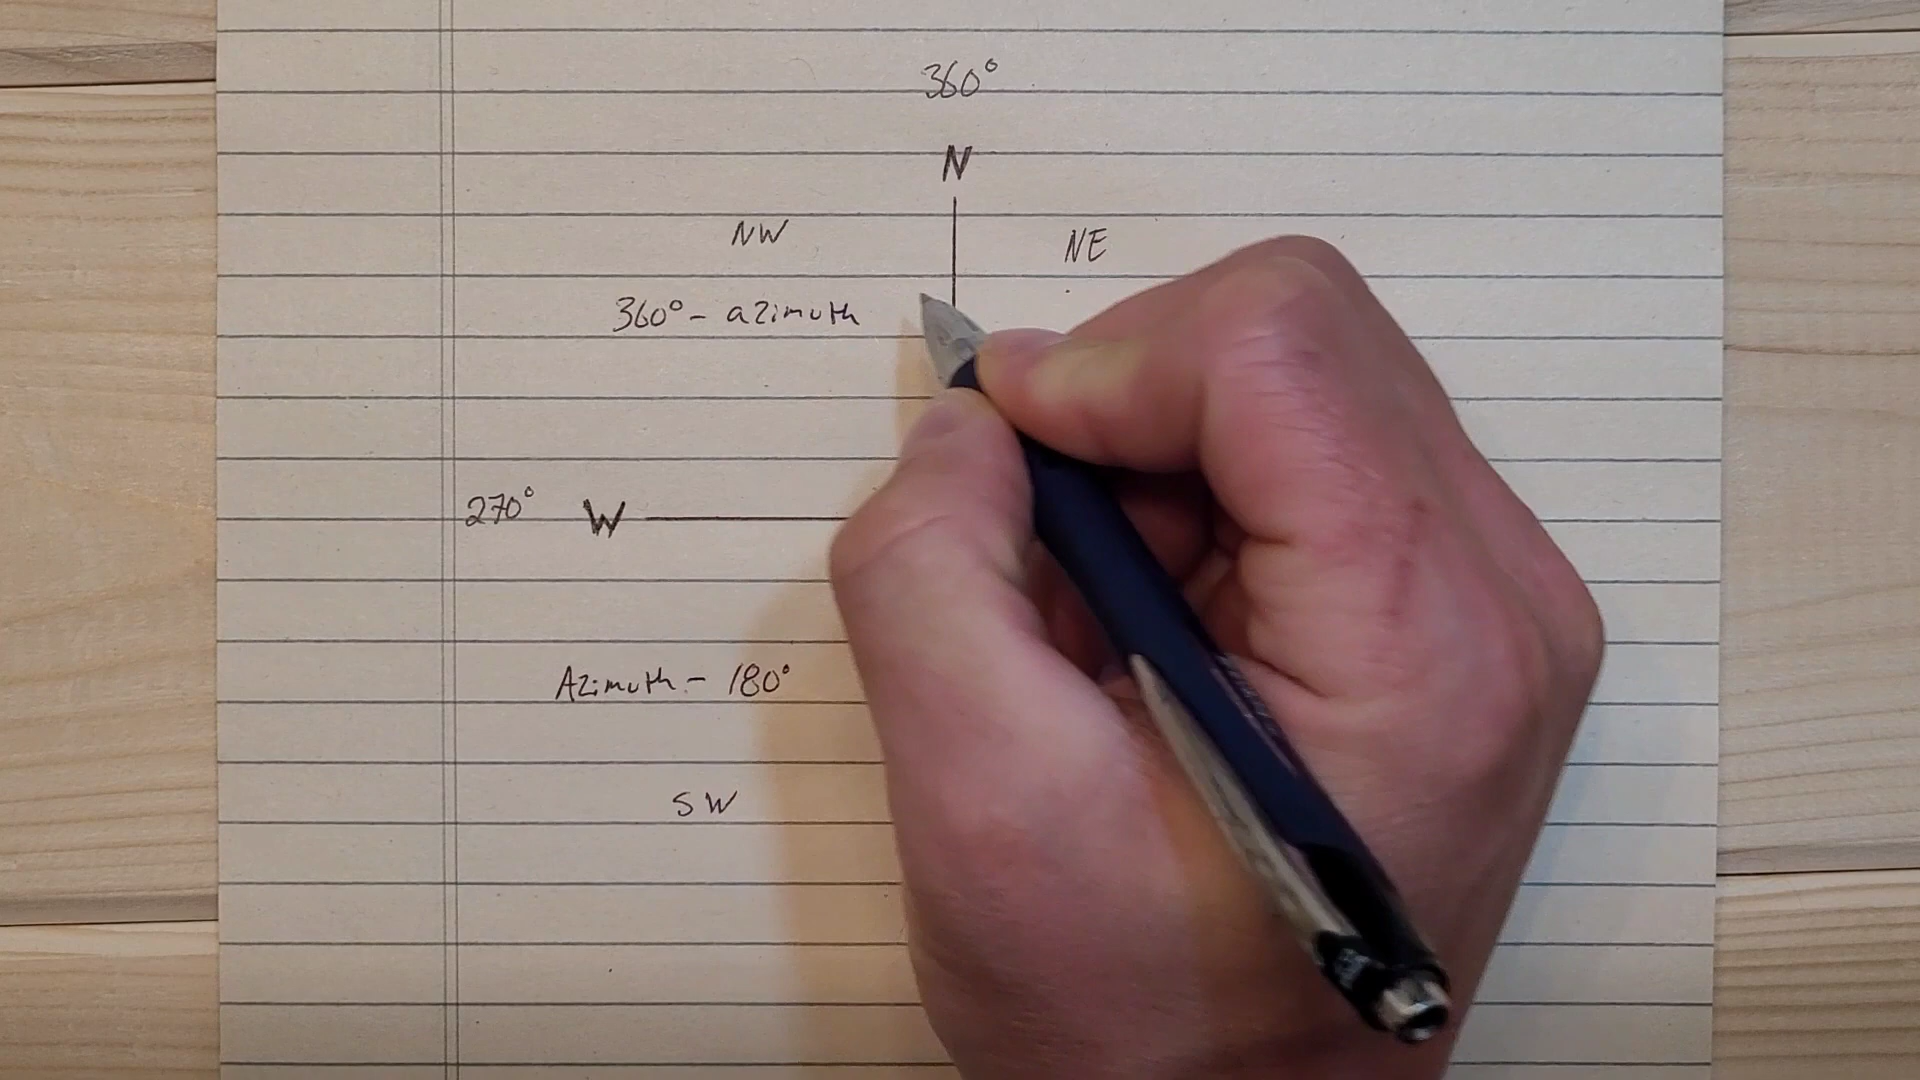 360°
N
NW
NE
360° - azimuth
270° W
Azimuth - 180°
SW